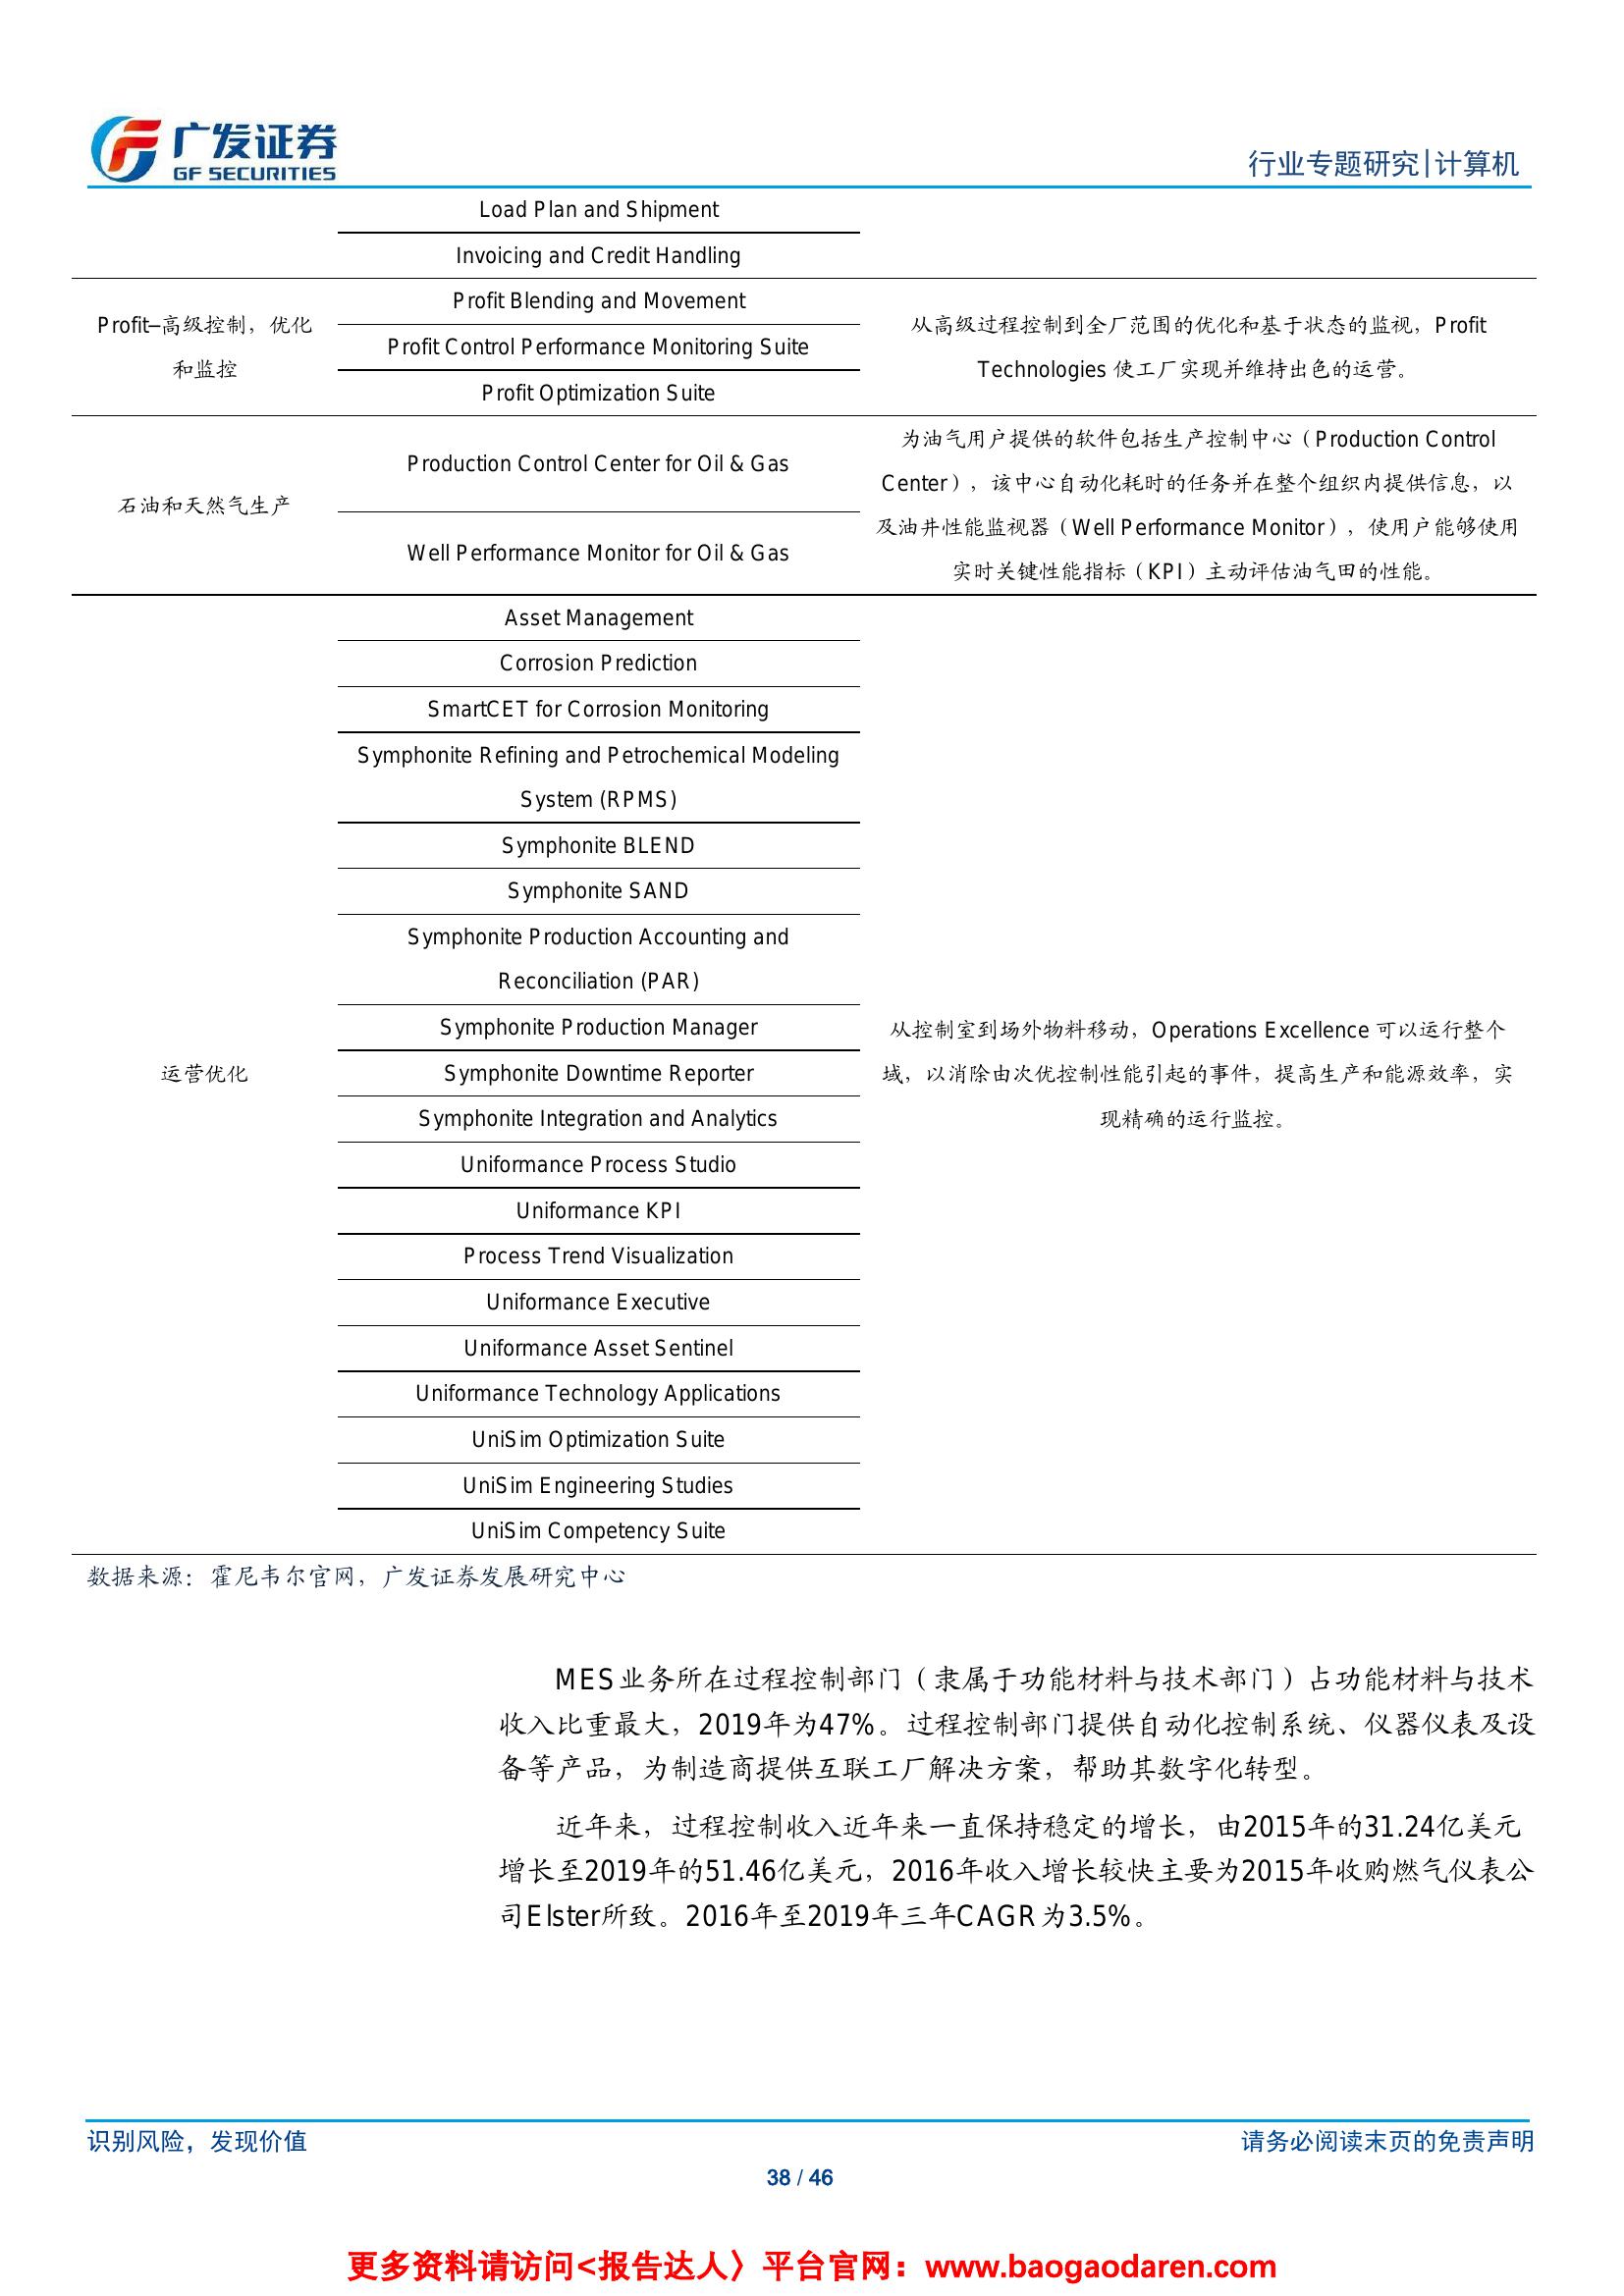 广发证券
GF SECURITIES
行业专题研究|计算机
Load Plan and Shipment
Invoicing and Credit Handling
Profit–高级控制，优化
和监控
Profit Blending and Movement
Profit Control Performance Monitoring Suite
Profit Optimization Suite
从高级过程控制到全厂范围的优化和基于状态的监视，Profit
Technologies 使工厂实现并维持出色的运营。
石油和天然气生产
Production Control Center for Oil & Gas
Well Performance Monitor for Oil & Gas
为油气用户提供的软件包括生产控制中心（Production Control
Center），该中心自动化耗时的任务并在整个组织内提供信息，以
及油井性能监视器（Well Performance Monitor），使用户能够使用
实时关键性能指标（KPI）主动评估油气田的性能。
运营优化
Asset Management
Corrosion Prediction
SmartCET for Corrosion Monitoring
Symphonite Refining and Petrochemical Modeling
System (RPMS)
Symphonite BLEND
Symphonite SAND
Symphonite Production Accounting and
Reconciliation (PAR)
Symphonite Production Manager
Symphonite Downtime Reporter
Symphonite Integration and Analytics
Uniformance Process Studio
Uniformance KPI
Process Trend Visualization
Uniformance Executive
Uniformance Asset Sentinel
Uniformance Technology Applications
UniSim Optimization Suite
UniSim Engineering Studies
UniSim Competency Suite
从控制室到场外物料移动，Operations Excellence 可以运行整个
域，以消除由次优控制性能引起的事件，提高生产和能源效率，实
现精确的运行监控。
数据来源：霍尼韦尔官网，广发证券发展研究中心
MES业务所在过程控制部门（隶属于功能材料与技术部门）占功能材料与技术
收入比重最大，2019年为47%。过程控制部门提供自动化控制系统、仪器仪表及设
备等产品，为制造商提供互联工厂解决方案，帮助其数字化转型。
近年来，过程控制收入近年来一直保持稳定的增长，由2015年的31.24亿美元
增长至2019年的51.46亿美元，2016年收入增长较快主要为2015年收购燃气仪表公
司Elster所致。2016年至2019年三年CAGR为3.5%。
识别风险，发现价值
请务必阅读末页的免责声明
38 / 46
更多资料请访问<报告达人〉平台官网：www.baogaodaren.com